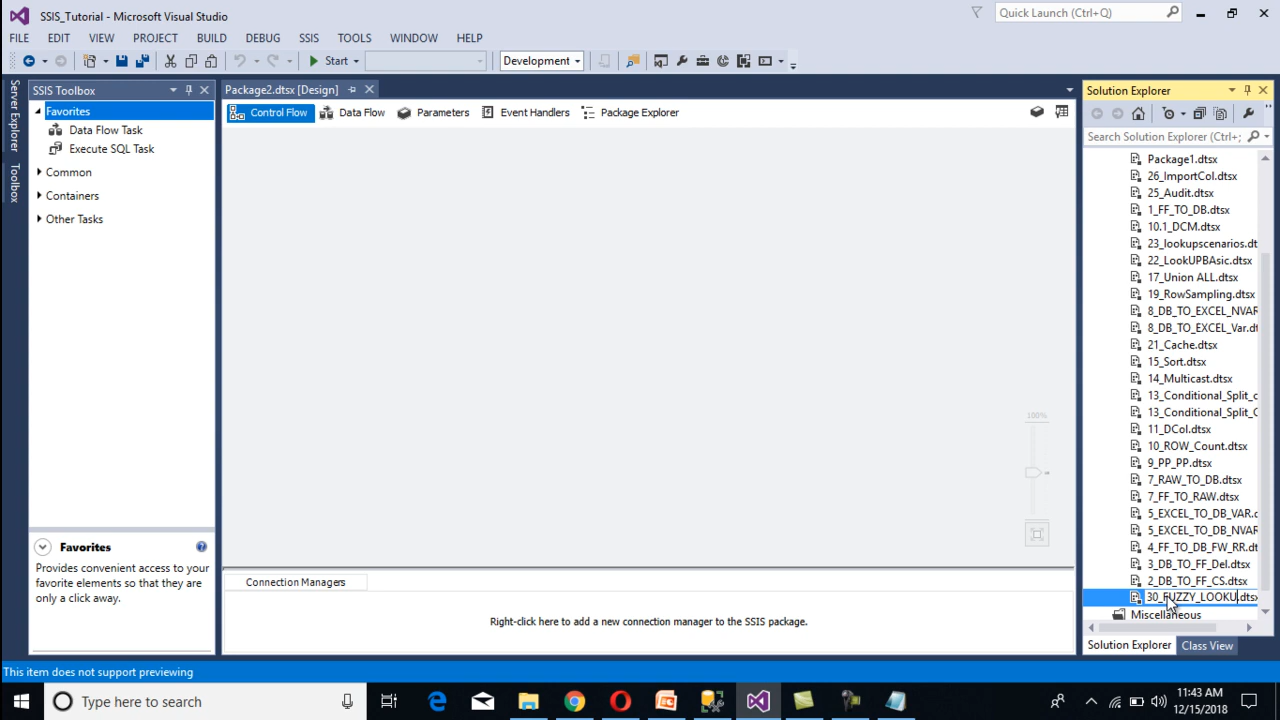 SSIS_Tutorial - Microsoft Visual Studio
Quick Launch (Ctrl+Q)
FILE EDIT VIEW PROJECT BUILD DEBUG SSIS TOOLS WINDOW HELP
Start
Development
Server Explorer
Toolbox
SSIS Toolbox
Favorites
Data Flow Task
Execute SQL Task
Common
Containers
Other Tasks
Favorites
Provides convenient access to your
favorite elements so that they are
only a click away.
Package2.dtsx [Design]
Control Flow
Data Flow
Parameters
Event Handlers
Package Explorer
100%
Connection Managers
Right-click here to add a new connection manager to the SSIS package.
Solution Explorer
Search Solution Explorer (Ctrl+;
Package1.dtsx
26_ImportCol.dtsx
25_Audit.dtsx
1_FF_TO_DB.dtsx
10.1_DCM.dtsx
23_lookupscenarios.dt
22_LookUPBAsic.dtsx
17_Union ALL.dtsx
19_RowSampling.dtsx
8_DB_TO_EXCEL_NVAR
8_DB_TO_EXCEL_Var.dt
21_Cache.dtsx
15_Sort.dtsx
14_Multicast.dtsx
13_Conditional_Split_c
13_Conditional_Split_C
11_DCol.dtsx
10_ROW_Count.dtsx
9_PP_PP.dtsx
7_RAW_TO_DB.dtsx
7_FF_TO_RAW.dtsx
5_EXCEL_TO_DB_VAR.c
5_EXCEL_TO_DB_NVAR
4_FF_TO_DB_FW_RR.dt
3_DB_TO_FF_Del.dtsx
2_DB_TO_FF_CS.dtsx
30_FUZZY_LOOKU.dtsx
Miscellaneous
Solution Explorer
Class View
This item does not support previewing
Type here to search
11:43 AM
12/15/2018